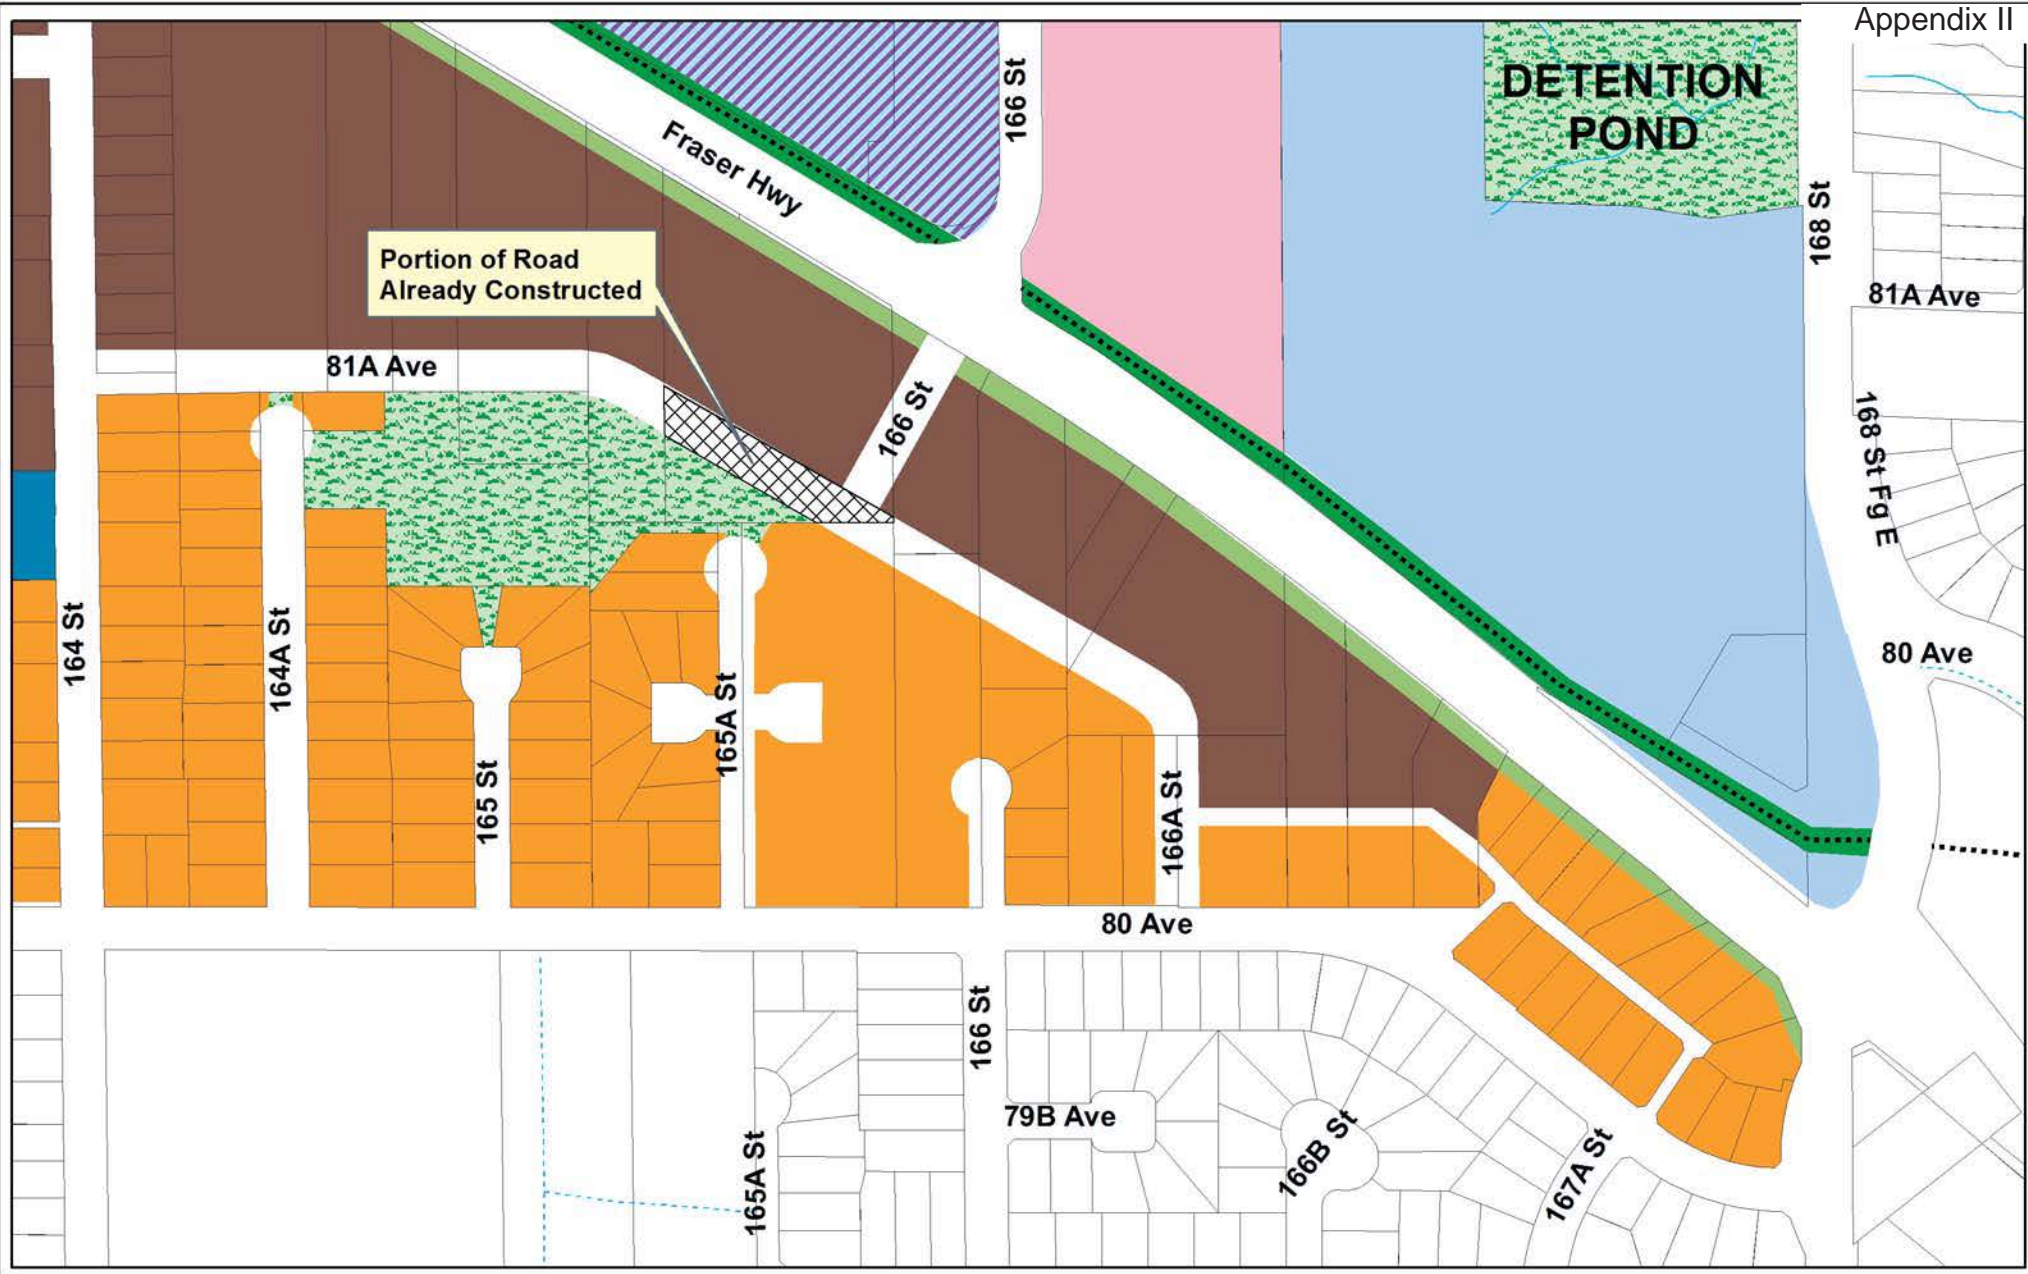 Appendix II
DETENTION
POND
166 St
Fraser Hwy
168 St
Portion of Road
Already Constructed
81A Ave
81A Ave
166 St
168 St Frg E
164 St
164A St
165 St
165A St
166A St
80 Ave
80 Ave
166 St
79B Ave
165A St
166B St
167A St